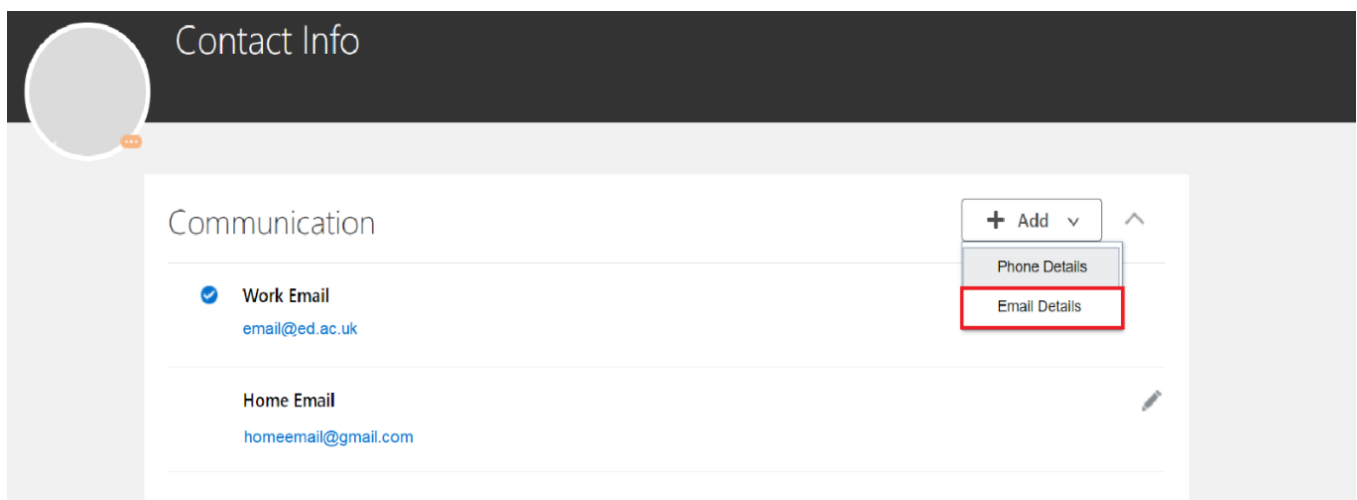 Contact Info
Communication
Add
Phone Details
Email Details
Work Email
email@ed.ac.uk
Home Email
homeemail@gmail.com